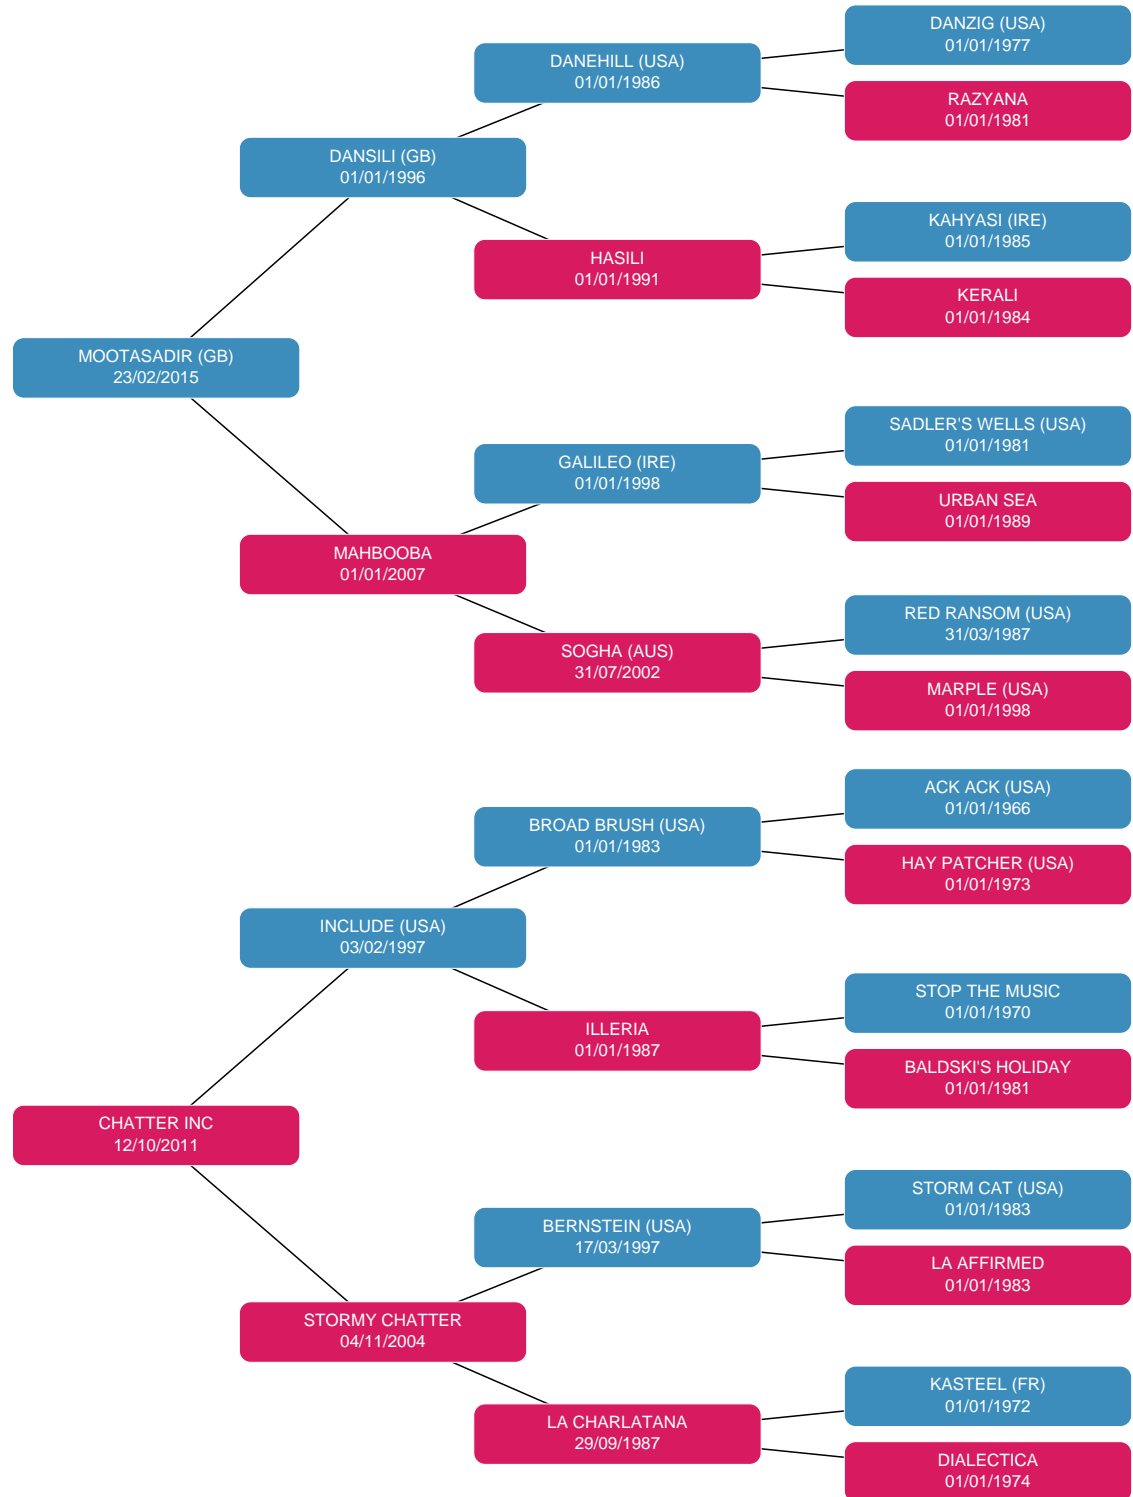 DANZIG (USA)
01/01/1977
DANEHILL (USA)
01/01/1986
RAZYANA
01/01/1981
DANSILI (GB)
01/01/1996
KAHYASI (IRE)
01/01/1985
HASILI
01/01/1991
KERALI
01/01/1984
MOOTASADIR (GB)
23/02/2015
SADLER'S WELLS (USA)
01/01/1981
GALILEO (IRE)
01/01/1998
URBAN SEA
01/01/1989
MAHBOOBA
01/01/2007
RED RANSOM (USA)
31/03/1987
SOGHA (AUS)
31/07/2002
MARPLE (USA)
01/01/1998
ACK ACK (USA)
01/01/1966
BROAD BRUSH (USA)
01/01/1983
HAY PATCHER (USA)
01/01/1973
INCLUDE (USA)
03/02/1997
STOP THE MUSIC
01/01/1970
ILLERIA
01/01/1987
BALDSKI'S HOLIDAY
01/01/1981
CHATTER INC
12/10/2011
STORM CAT (USA)
01/01/1983
BERNSTEIN (USA)
17/03/1997
LA AFFIRMED
01/01/1983
STORMY CHATTER
04/11/2004
KASTEEL (FR)
01/01/1972
LA CHARLATANA
29/09/1987
DIALECTICA
01/01/1974